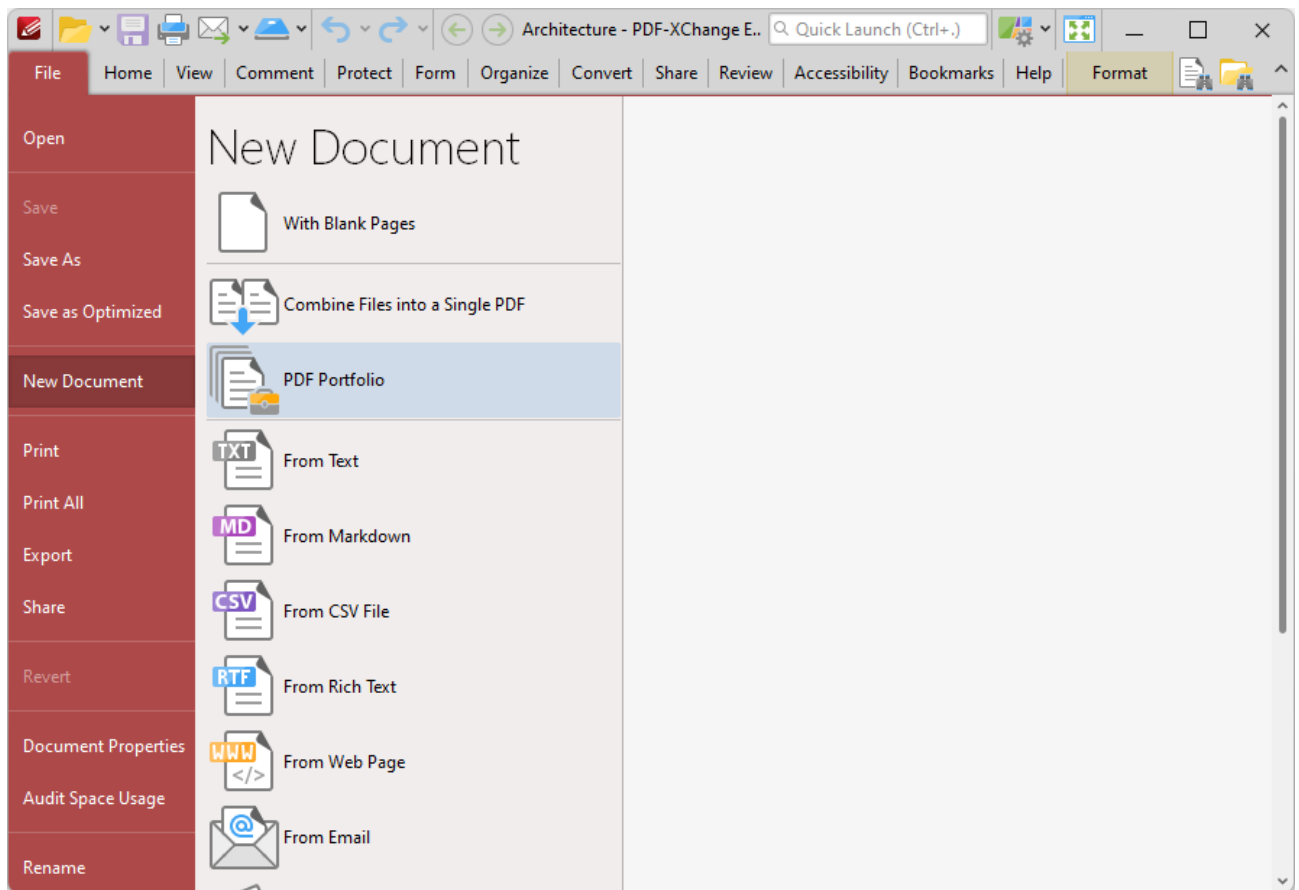 Architecture - PDF-XChange E..
Quick Launch (Ctrl+.)
File Home View Comment Protect Form Organize Convert Share Review Accessibility Bookmarks Help Format
Open
Save
Save As
Save as Optimized
New Document
Print
Print All
Export
Share
Revert
Document Properties
Audit Space Usage
Rename
New Document
With Blank Pages
Combine Files into a Single PDF
PDF Portfolio
TXT
From Text
MD
From Markdown
CSV
From CSV File
RTF
From Rich Text
WWW
</>
From Web Page
@
From Email